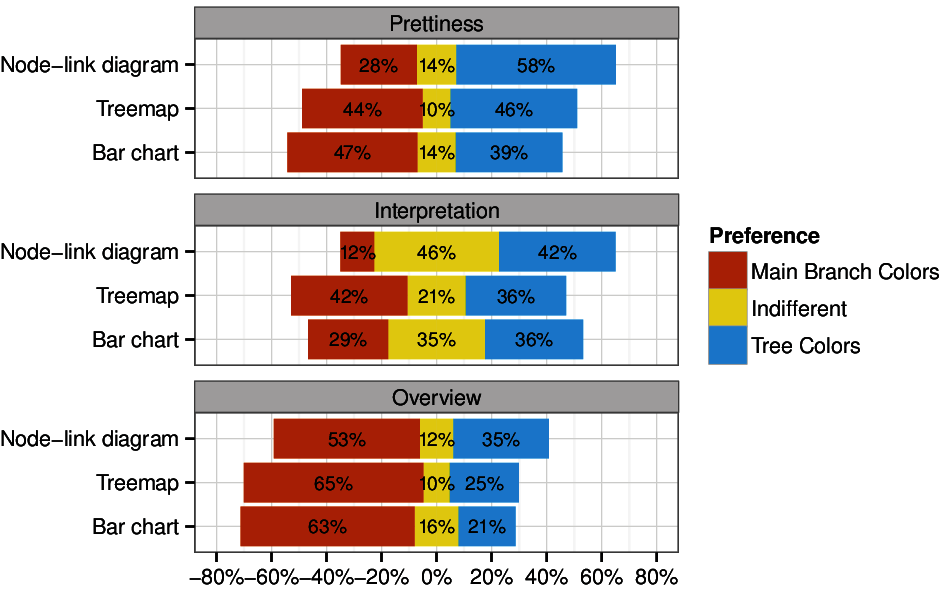 Prettiness
Node–link diagram 28% 14% 58%
Treemap 44% 10% 46%
Bar chart 47% 14% 39%
Interpretation
Node–link diagram 12% 46% 42%
Treemap 42% 21% 36%
Bar chart 29% 35% 36%
Overview
Node–link diagram 53% 12% 35%
Treemap 65% 10% 25%
Bar chart 63% 16% 21%
−80% −60% −40% −20% 0% 20% 40% 60% 80%
Preference
Main Branch Colors
Indifferent
Tree Colors